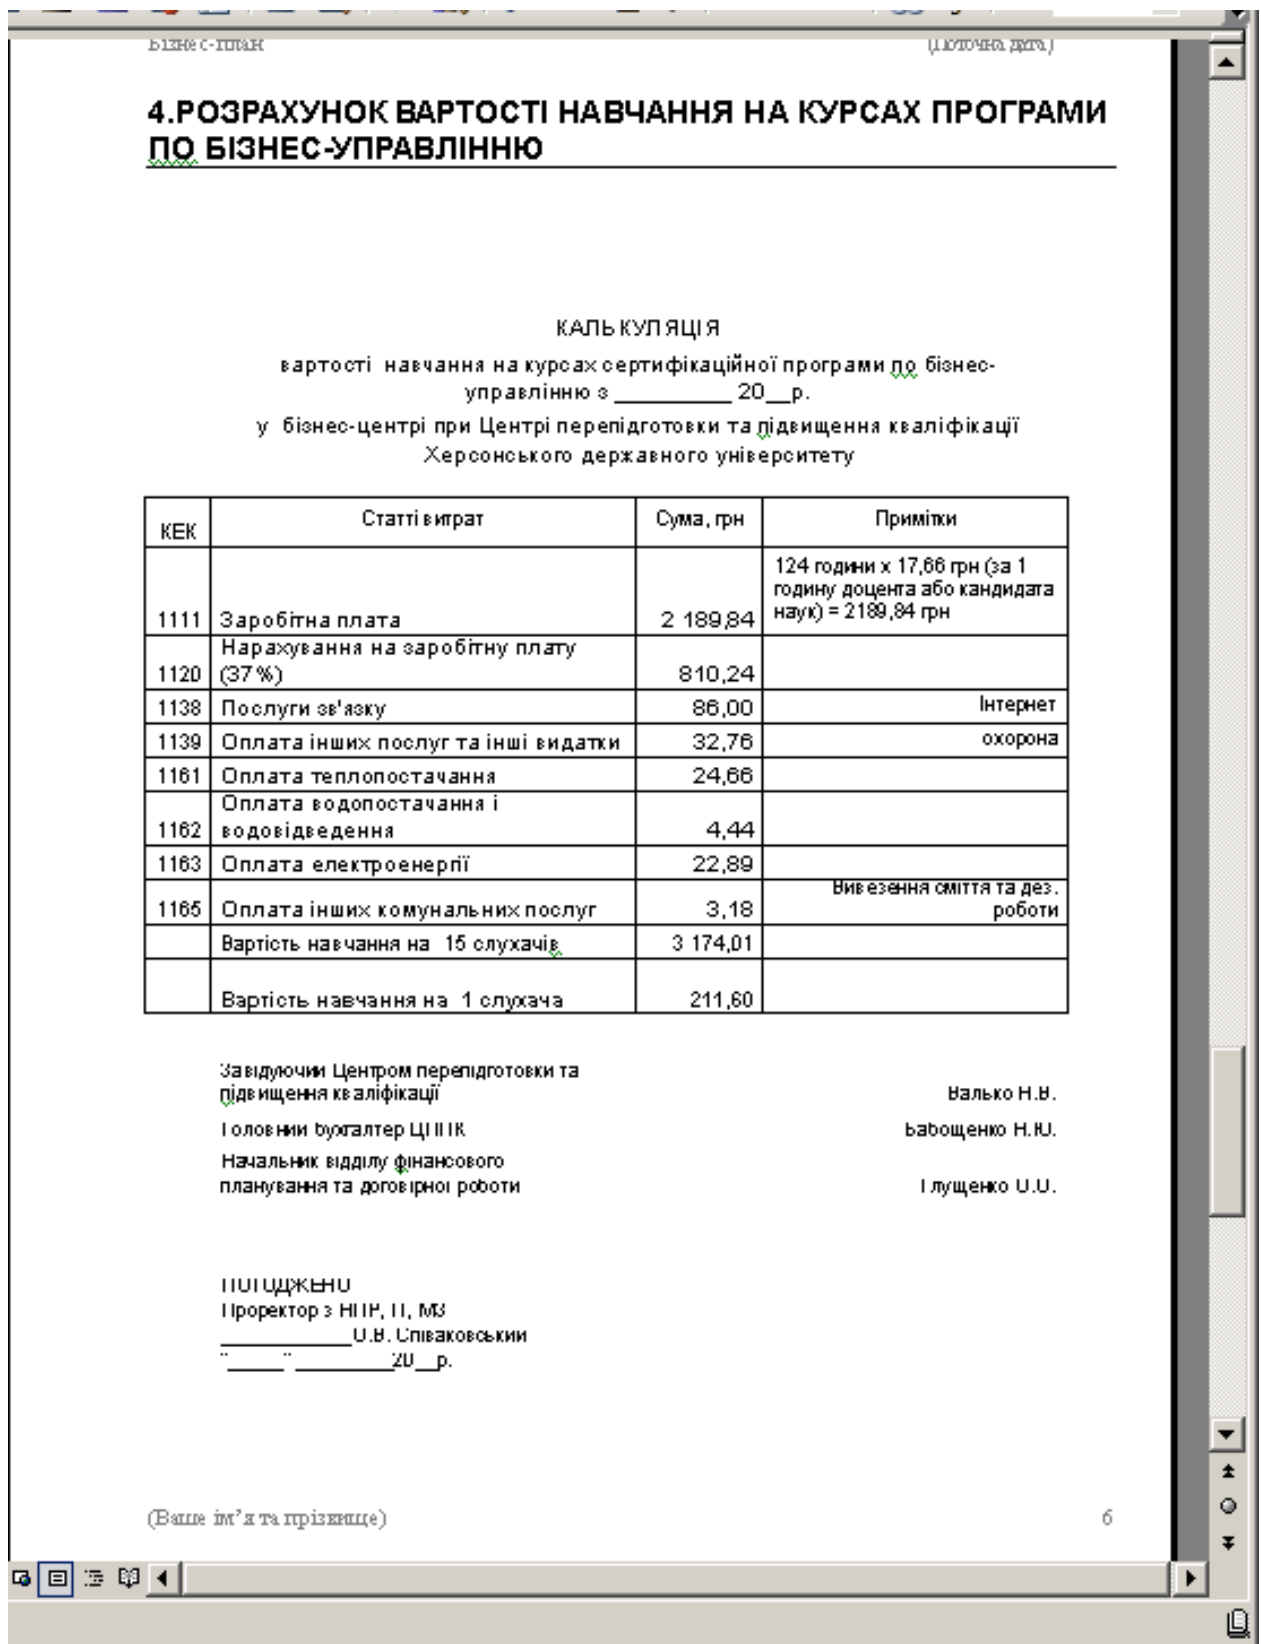 Бізнес-план (Поточна дата)
4.РОЗРАХУНОК ВАРТОСТІ НАВЧАННЯ НА КУРСАХ ПРОГРАМИ
ПО БІЗНЕС-УПРАВЛІННЮ
КАЛЬКУЛЯЦІЯ
вартості навчання на курсах сертифікаційної програми по бізнес-
управлінню з __________ 20__р.
у бізнес-центрі при Центрі перепідготовки та підвищення кваліфікації
Херсонського державного університету
КЕК Статті витрат Сума, грн Примітки
124 години х 17,66 грн (за 1
годину доцента або кандидата
наук) = 2189,84 грн
1111 Заробітна плата 2 189,84
Нарахування на заробітну плату
1120 (37%) 810,24
1138 Послуги зв'язку 86,00 Інтернет
1139 Оплата інших послуг та інші видатки 32,76 охорона
1161 Оплата теплопостачання 24,66
Оплата водопостачання і
1162 водовідведення 4,44
1163 Оплата електроенергії 22,89
Вивезення сміття та дез.
1165 Оплата інших комунальних послуг 3,18 роботи
Вартість навчання на 15 слухачів 3 174,01
Вартість навчання на 1 слухача 211,60
Завідуючий Центром перепідготовки та
підвищення кваліфікації Валько Н.В.
Головний бухгалтер ЦППК Бабощенко Н.Ю.
Начальник відділу фінансового
планування та договірної роботи Глущенко О.О.
ПОГОДЖЕНО
Проректор з НПР, П, МЗ
____________О.В. Співаковський
"_____" _________20__р.
(Ваше ім’я та прізвище) 6